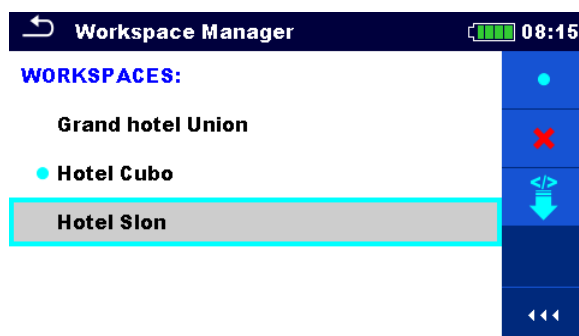 Workspace Manager 08:15
WORKSPACES:
Grand hotel Union
Hotel Cubo
Hotel Slon